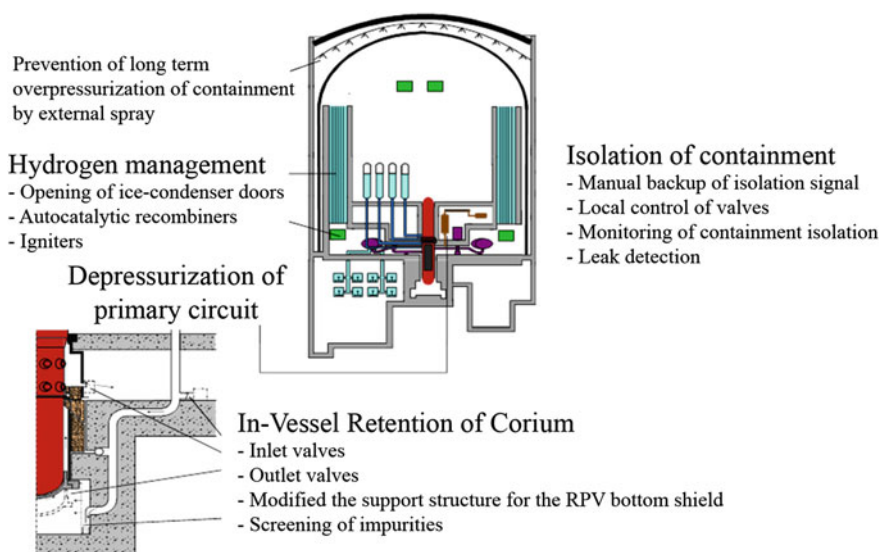 Prevention of long term
overpressurization of containment
by external spray
Hydrogen management
- Opening of ice-condenser doors
- Autocatalytic recombiners
- Igniters
Isolation of containment
- Manual backup of isolation signal
- Local control of valves
- Monitoring of containment isolation
- Leak detection
Depressurization of
primary circuit
In-Vessel Retention of Corium
- Inlet valves
- Outlet valves
- Modified the support structure for the RPV bottom shield
- Screening of impurities